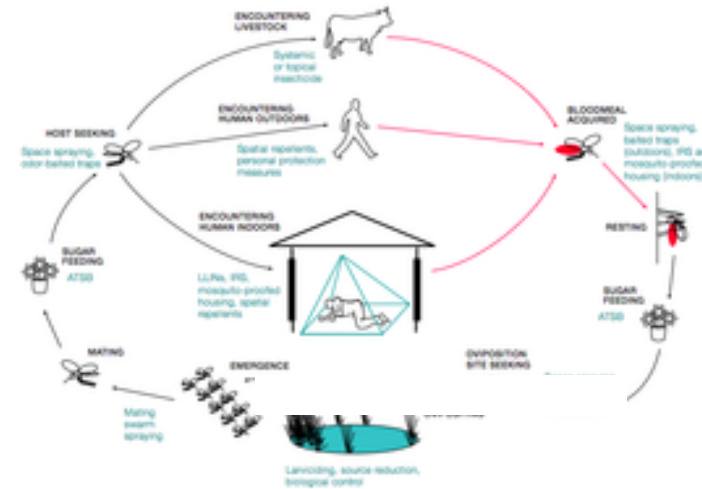 ENCOUNTERING
LIVESTOCK
Systemic
or topical
insecticide
ENCOUNTERING
HUMAN OUTDOORS
Spatial repellents,
personal protection
measures
HOST SEEKING
Space spraying,
odor-baited traps
BLOODMEAL
ACQUIRED
Space spraying,
baited traps
(outdoors), IRS a
mosquito-proofed
housing (indoors)
ENCOUNTERING
HUMAN INDOORS
LLINs, IRS,
mosquito-proofed
housing, spatial
repellents
RESTING
SUGAR
FEEDING
ATSB
SUGAR
FEEDING
ATSB
MATING
Mating
swarm
spraying
EMERGENCE
OVIPOSITION
SITE SEEKING
Larviciding, source reduction,
biological control